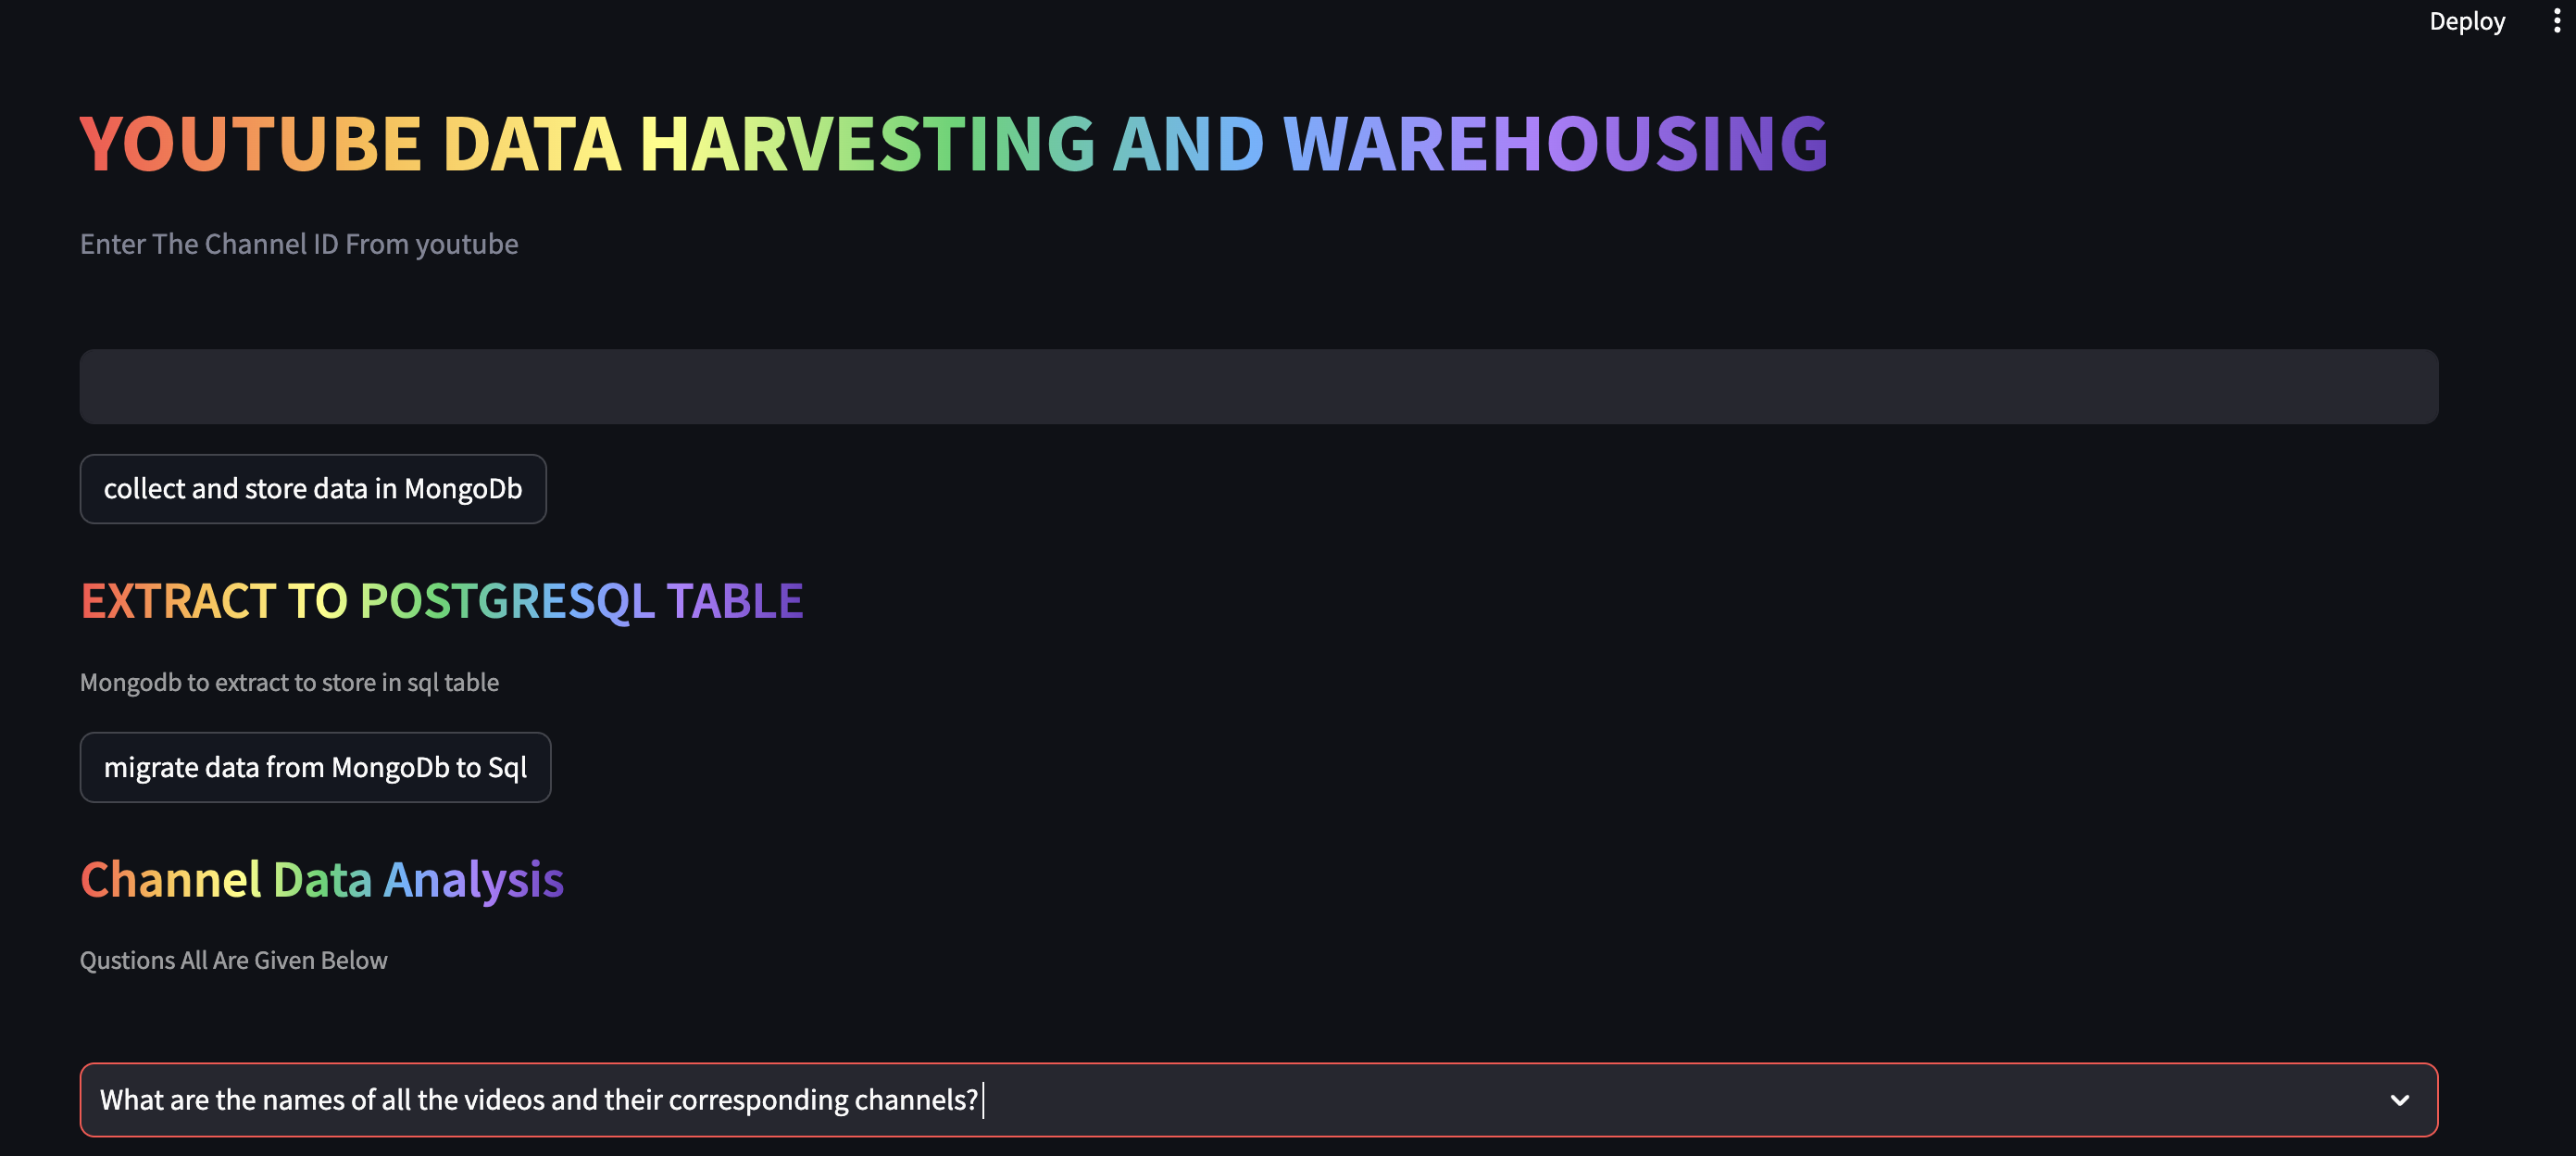 Deploy
YOUTUBE DATA HARVESTING AND WAREHOUSING
Enter The Channel ID From youtube
collect and store data in MongoDb
EXTRACT TO POSTGRESQL TABLE
Mongodb to extract to store in sql table
migrate data from MongoDb to Sql
Channel Data Analysis
Qustions All Are Given Below
What are the names of all the videos and their corresponding channels?